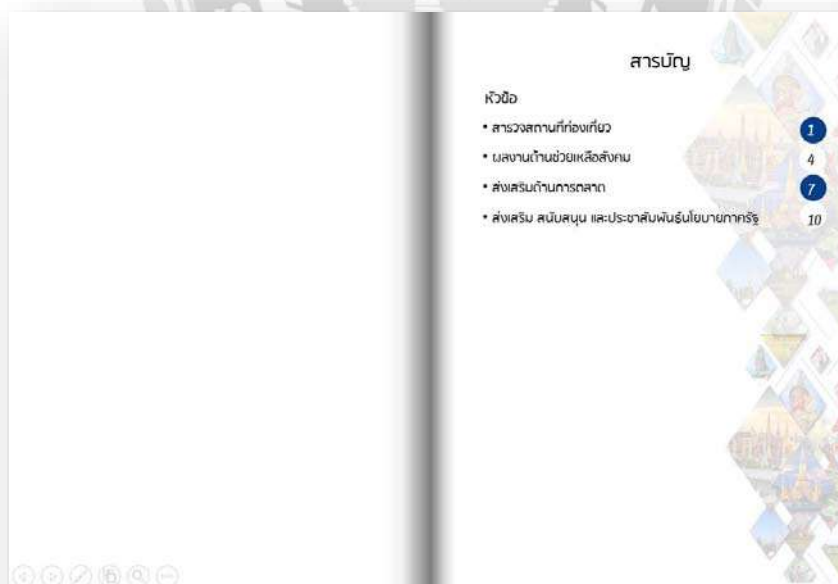 สารบัญ
หัวข้อ
• สารวงสถานที่ท่องเที่ยว 1
• ผลงานด้านช่วยเหลือสังคม 4
• ส่งเสริมด้านการตลาด 7
• ส่งเสริม สนับสนุน และประชาสัมพันธ์นโยบายภาครัฐ 10